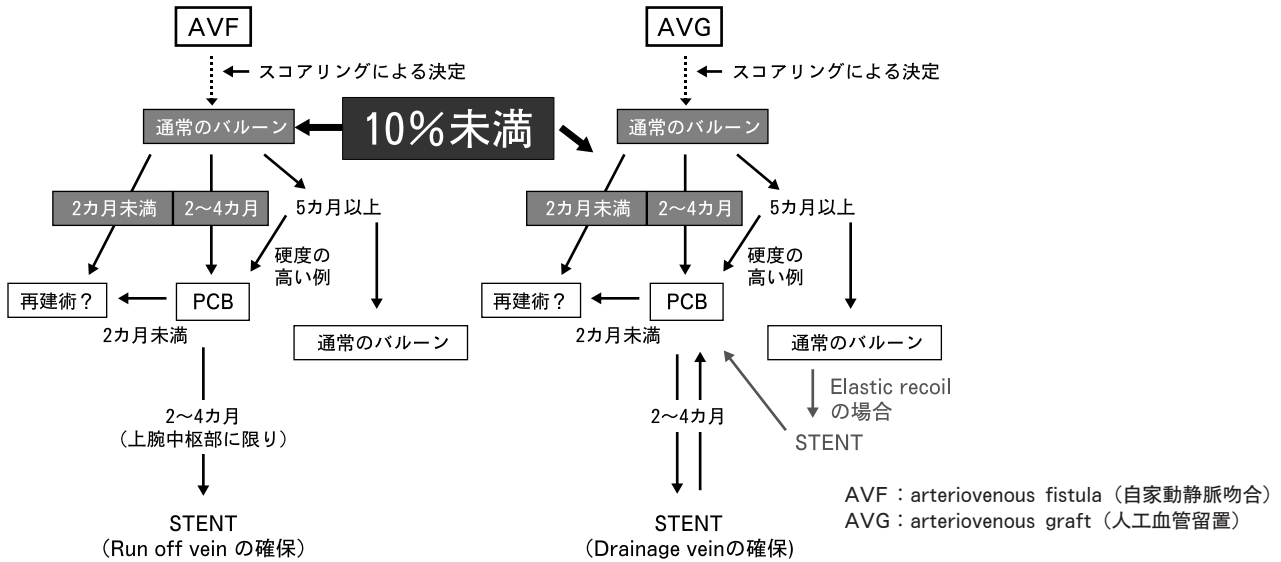 AVF
スコアリングによる決定
通常のバルーン
2カ月未満
2〜4カ月
5カ月以上
硬度の
高い例
再建術？
PCB
2カ月未満
通常のバルーン
2〜4カ月
（上腕中枢部に限り）
STENT
（Run off vein の確保）
10％未満
AVG
スコアリングによる決定
通常のバルーン
2カ月未満
2〜4カ月
5カ月以上
硬度の
高い例
再建術？
PCB
2カ月未満
通常のバルーン
Elastic recoil
の場合
STENT
2〜4カ月
STENT
（Drainage veinの確保）
AVF：arteriovenous fistula（自家動静脈吻合）
AVG：arteriovenous graft（人工血管留置）